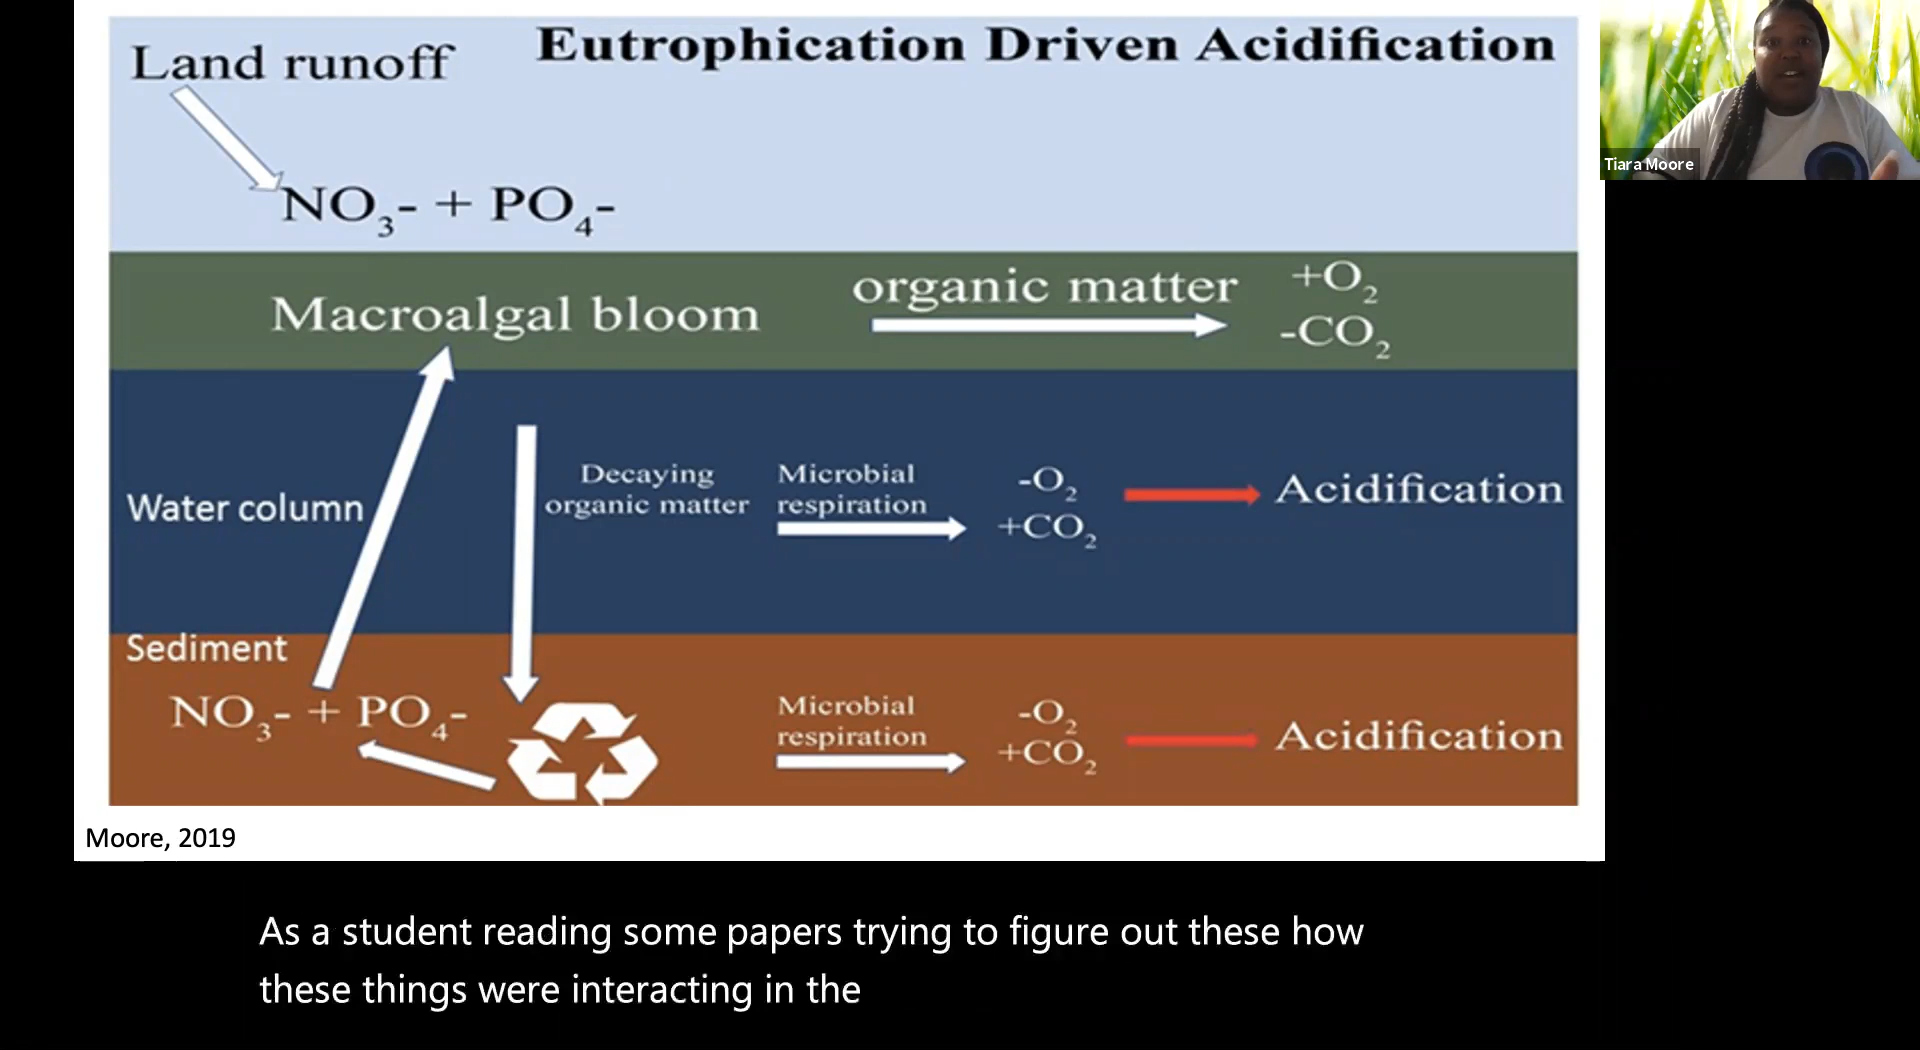 Land runoff
Eutrophication Driven Acidification
NO₃- + PO₄-
Macroalgal bloom
organic matter
+O₂
-CO₂
Water column
Decaying
organic matter
Microbial
respiration
-O₂
+CO₂
Acidification
Sediment
NO₃- + PO₄-
Microbial
respiration
-O₂
+CO₂
Acidification
Moore, 2019
Tiara Moore
As a student reading some papers trying to figure out these how
these things were interacting in the